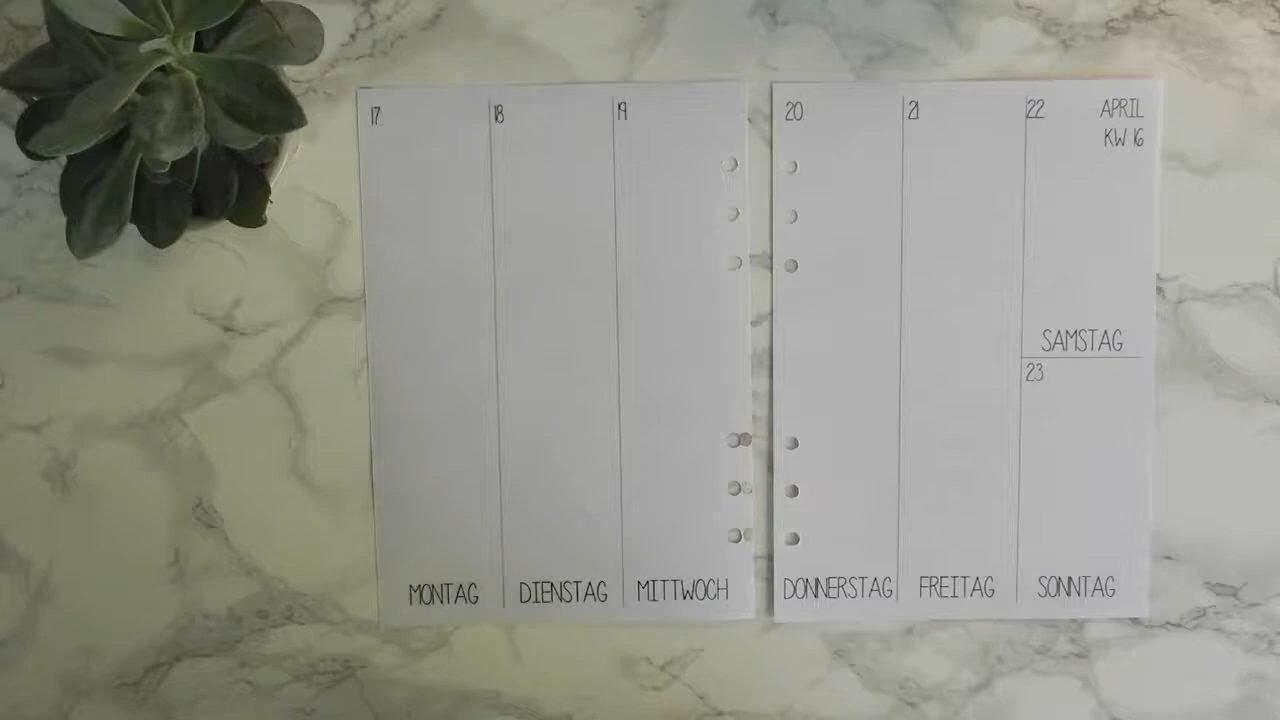 17
18
19
20
21
22
APRIL
KW 16
SAMSTAG
23
MONTAG
DIENSTAG
MITTWOCH
DONNERSTAG
FREITAG
SONNTAG